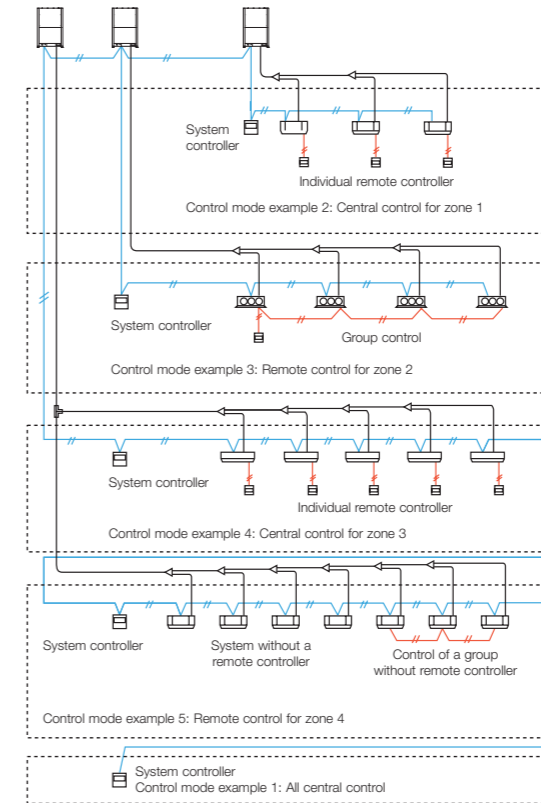 System
controller
Individual remote controller
Control mode example 2: Central control for zone 1
System controller
Group control
Control mode example 3: Remote control for zone 2
System controller
Individual remote controller
Control mode example 4: Central control for zone 3
System controller
System without a
remote controller
Control of a group
without remote controller
Control mode example 5: Remote control for zone 4
System controller
Control mode example 1: All central control